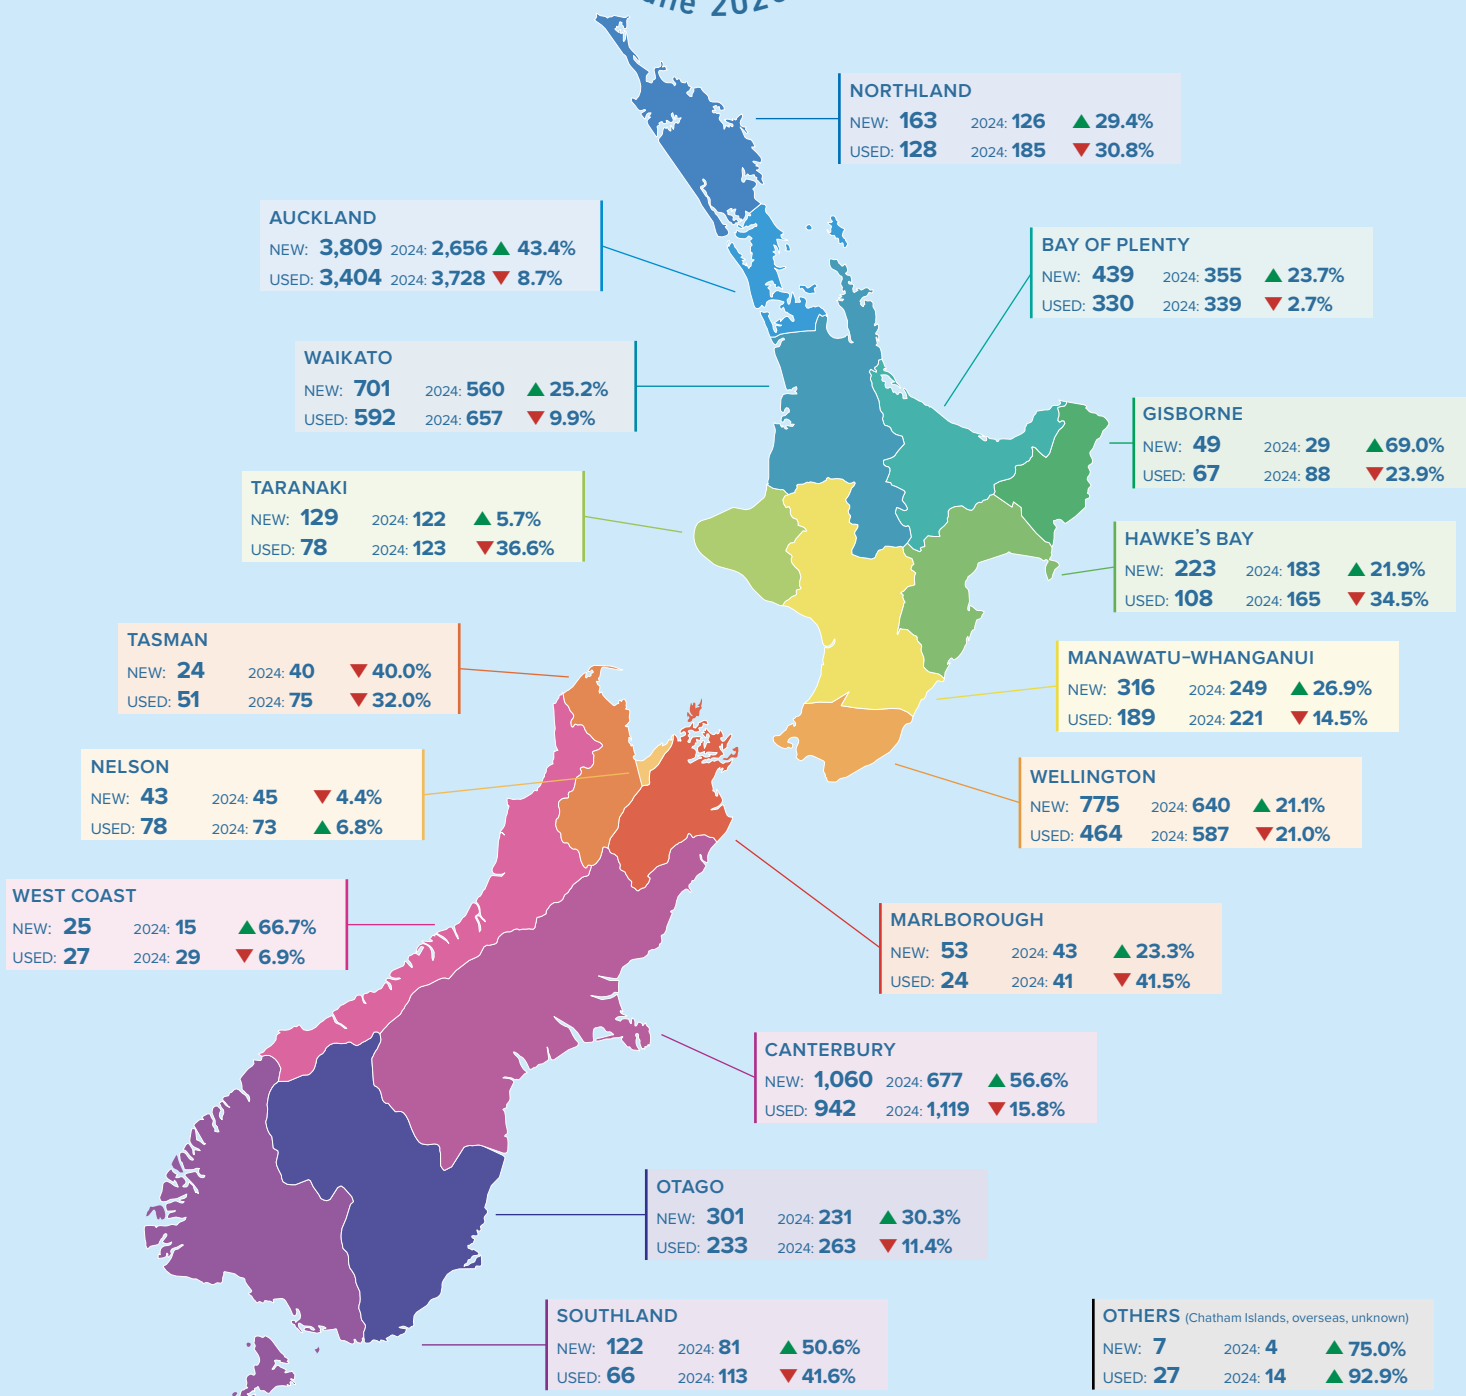 NORTHLAND
NEW: 163 2024: 126 ▲ 29.4%
USED: 128 2024: 185 ▼ 30.8%
AUCKLAND
NEW: 3,809 2024: 2,656 ▲ 43.4%
USED: 3,404 2024: 3,728 ▼ 8.7%
BAY OF PLENTY
NEW: 439 2024: 355 ▲ 23.7%
USED: 330 2024: 339 ▼ 2.7%
WAIKATO
NEW: 701 2024: 560 ▲ 25.2%
USED: 592 2024: 657 ▼ 9.9%
GISBORNE
NEW: 49 2024: 29 ▲ 69.0%
USED: 67 2024: 88 ▼ 23.9%
TARANAKI
NEW: 129 2024: 122 ▲ 5.7%
USED: 78 2024: 123 ▼ 36.6%
HAWKE'S BAY
NEW: 223 2024: 183 ▲ 21.9%
USED: 108 2024: 165 ▼ 34.5%
TASMAN
NEW: 24 2024: 40 ▼ 40.0%
USED: 51 2024: 75 ▼ 32.0%
MANAWATU-WHANGANUI
NEW: 316 2024: 249 ▲ 26.9%
USED: 189 2024: 221 ▼ 14.5%
NELSON
NEW: 43 2024: 45 ▼ 4.4%
USED: 78 2024: 73 ▲ 6.8%
WELLINGTON
NEW: 775 2024: 640 ▲ 21.1%
USED: 464 2024: 587 ▼ 21.0%
WEST COAST
NEW: 25 2024: 15 ▲ 66.7%
USED: 27 2024: 29 ▼ 6.9%
MARLBOROUGH
NEW: 53 2024: 43 ▲ 23.3%
USED: 24 2024: 41 ▼ 41.5%
CANTERBURY
NEW: 1,060 2024: 677 ▲ 56.6%
USED: 942 2024: 1,119 ▼ 15.8%
OTAGO
NEW: 301 2024: 231 ▲ 30.3%
USED: 233 2024: 263 ▼ 11.4%
SOUTHLAND
NEW: 122 2024: 81 ▲ 50.6%
USED: 66 2024: 113 ▼ 41.6%
OTHERS (Chatham Islands, overseas, unknown)
NEW: 7 2024: 4 ▲ 75.0%
USED: 27 2024: 14 ▲ 92.9%